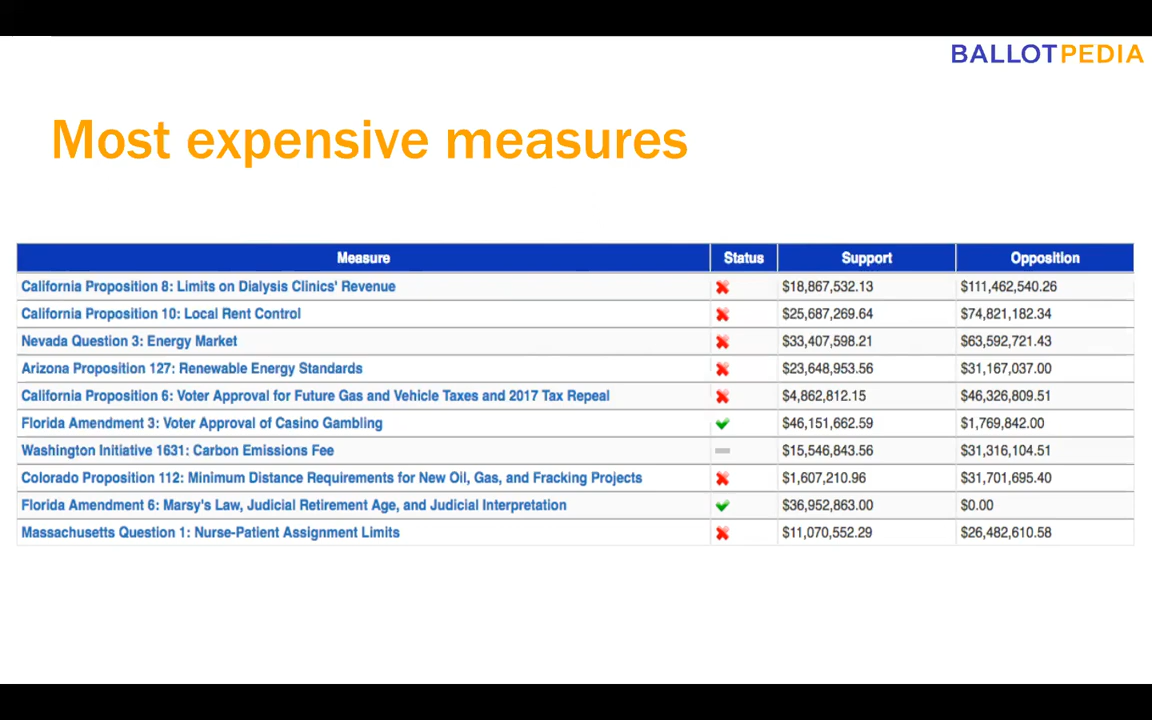 BALLOTPEDIA
Most expensive measures
Measure Status Support Opposition
California Proposition 8: Limits on Dialysis Clinics' Revenue $18,867,532.13 $111,462,540.26
California Proposition 10: Local Rent Control $25,687,269.64 $74,821,182.34
Nevada Question 3: Energy Market $33,407,598.21 $63,592,721.43
Arizona Proposition 127: Renewable Energy Standards $23,648,953.56 $31,167,037.00
California Proposition 6: Voter Approval for Future Gas and Vehicle Taxes and 2017 Tax Repeal $4,862,812.15 $46,326,809.51
Florida Amendment 3: Voter Approval of Casino Gambling $46,151,662.59 $1,769,842.00
Washington Initiative 1631: Carbon Emissions Fee $15,546,843.56 $31,316,104.51
Colorado Proposition 112: Minimum Distance Requirements for New Oil, Gas, and Fracking Projects $1,607,210.96 $31,701,695.40
Florida Amendment 6: Marsy's Law, Judicial Retirement Age, and Judicial Interpretation $36,952,863.00 $0.00
Massachusetts Question 1: Nurse-Patient Assignment Limits $11,070,552.29 $26,482,610.58